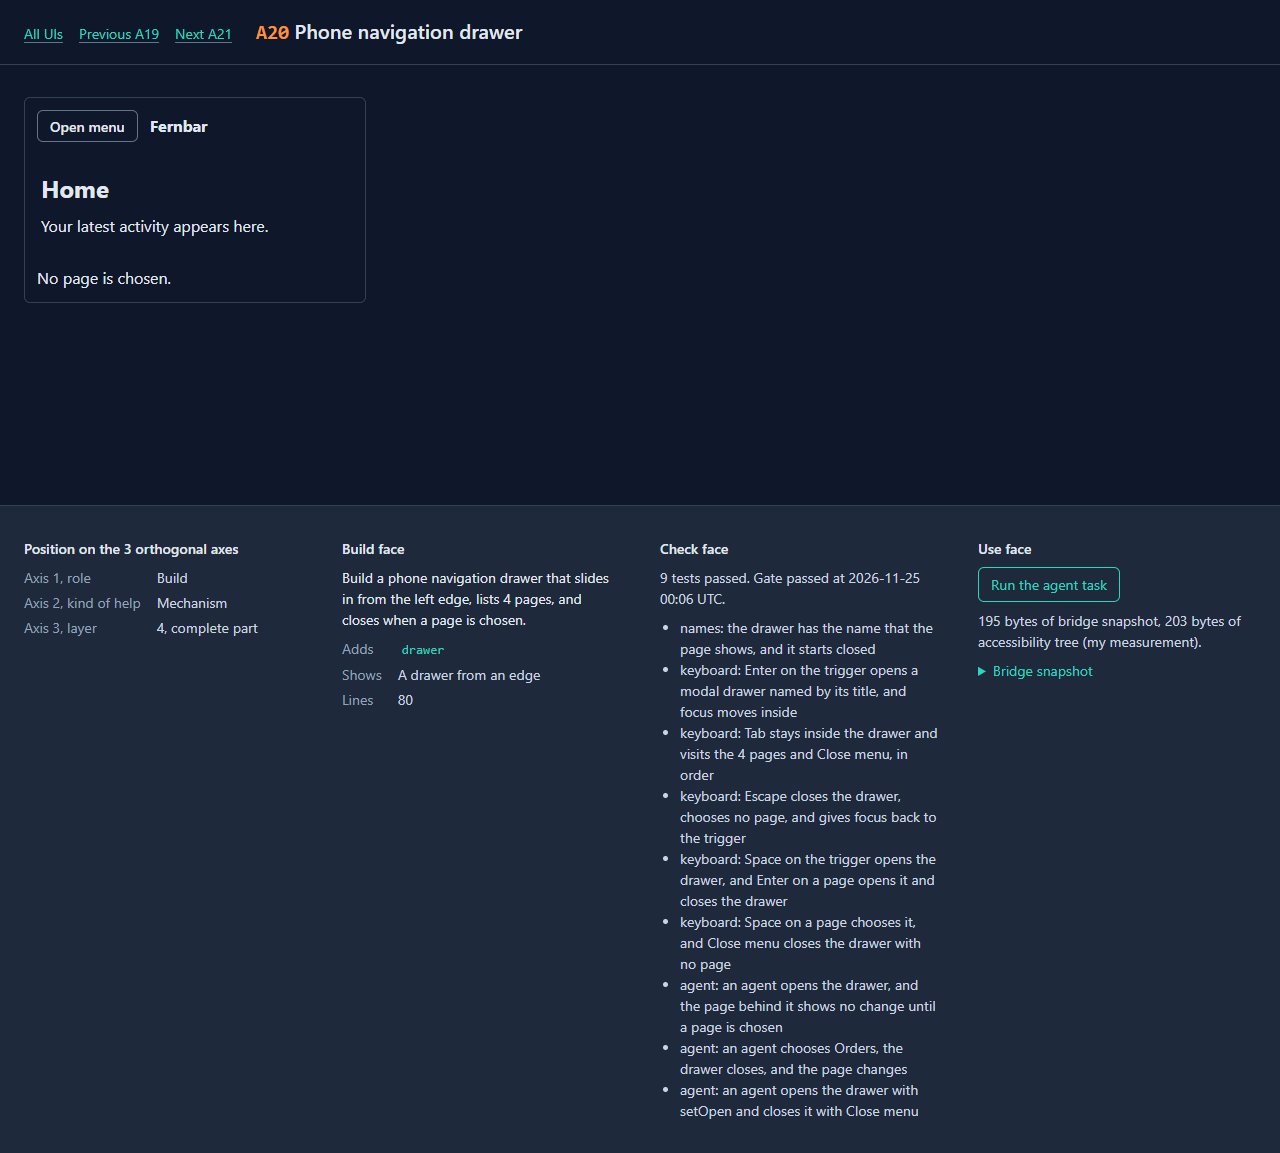 All UIs Previous A19 Next A21 A20 Phone navigation drawer
Open menu Fernbar
Home
Your latest activity appears here.
No page is chosen.
Position on the 3 orthogonal axes
Axis 1, role Build
Axis 2, kind of help Mechanism
Axis 3, layer 4, complete part
Build face
Build a phone navigation drawer that slides
in from the left edge, lists 4 pages, and
closes when a page is chosen.
Adds drawer
Shows A drawer from an edge
Lines 80
Check face
9 tests passed. Gate passed at 2026-11-25
00:06 UTC.
names: the drawer has the name that the
page shows, and it starts closed
keyboard: Enter on the trigger opens a
modal drawer named by its title, and
focus moves inside
keyboard: Tab stays inside the drawer and
visits the 4 pages and Close menu, in
order
keyboard: Escape closes the drawer,
chooses no page, and gives focus back to
the trigger
keyboard: Space on the trigger opens the
drawer, and Enter on a page opens it and
closes the drawer
keyboard: Space on a page chooses it,
and Close menu closes the drawer with
no page
agent: an agent opens the drawer, and
the page behind it shows no change until
a page is chosen
agent: an agent chooses Orders, the
drawer closes, and the page changes
agent: an agent opens the drawer with
setOpen and closes it with Close menu
Use face
Run the agent task
195 bytes of bridge snapshot, 203 bytes of
accessibility tree (my measurement).
Bridge snapshot